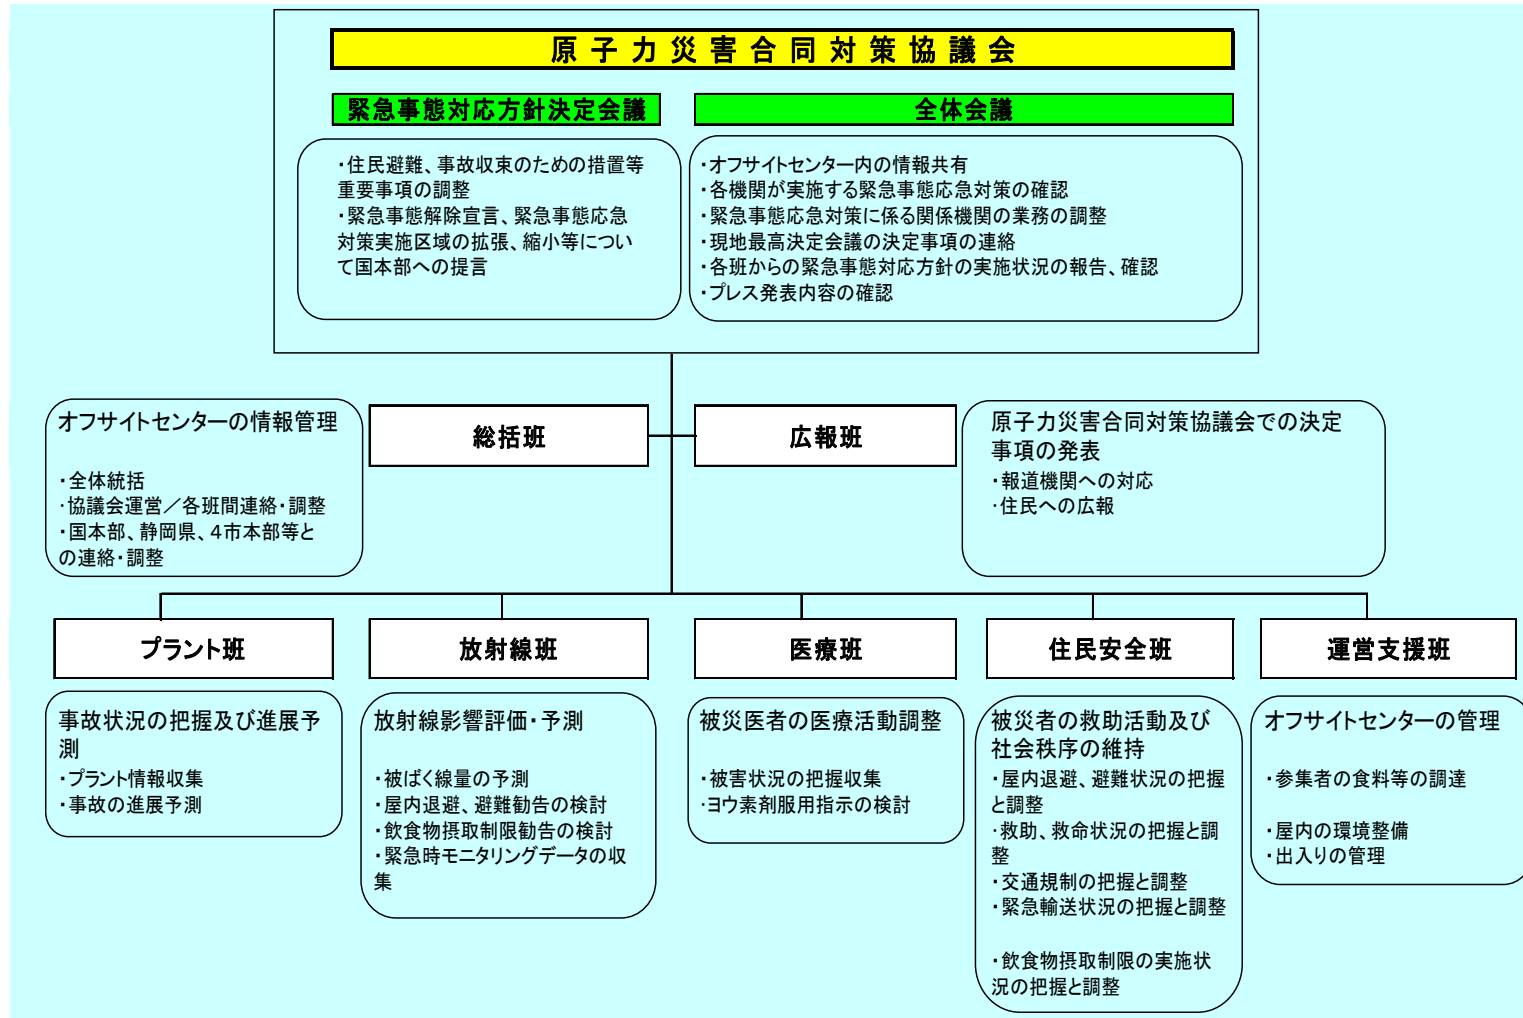 原子力災害合同対策協議会
緊急事態対応方針決定会議
・住民避難、事故収束のための措置等
重要事項の調整
・緊急事態解除宣言、緊急事態応急
対策実施区域の拡張、縮小等につい
て国本部への提言
全体会議
・オフサイトセンター内の情報共有
・各機関が実施する緊急事態応急対策の確認
・緊急事態応急対策に係る関係機関の業務の調整
・現地最高決定会議の決定事項の連絡
・各班からの緊急事態対応方針の実施状況の報告、確認
・プレス発表内容の確認
オフサイトセンターの情報管理
・全体統括
・協議会運営／各班間連絡・調整
・国本部、静岡県、4市本部等と
の連絡・調整
総括班
広報班
原子力災害合同対策協議会での決定
事項の発表
・報道機関への対応
・住民への広報
プラント班
事故状況の把握及び進展予
測
・プラント情報収集
・事故の進展予測
放射線班
放射線影響評価・予測
・被ばく線量の予測
・屋内退避、避難勧告の検討
・飲食物摂取制限勧告の検討
・緊急時モニタリングデータの収
集
医療班
被災医者の医療活動調整
・被害状況の把握収集
・ヨウ素剤服用指示の検討
住民安全班
被災者の救助活動及び
社会秩序の維持
・屋内退避、避難状況の把握
と調整
・救助、救命状況の把握と調
整
・交通規制の把握と調整
・緊急輸送状況の把握と調整
・飲食物摂取制限の実施状
況の把握と調整
運営支援班
オフサイトセンターの管理
・参集者の食料等の調達
・屋内の環境整備
・出入りの管理